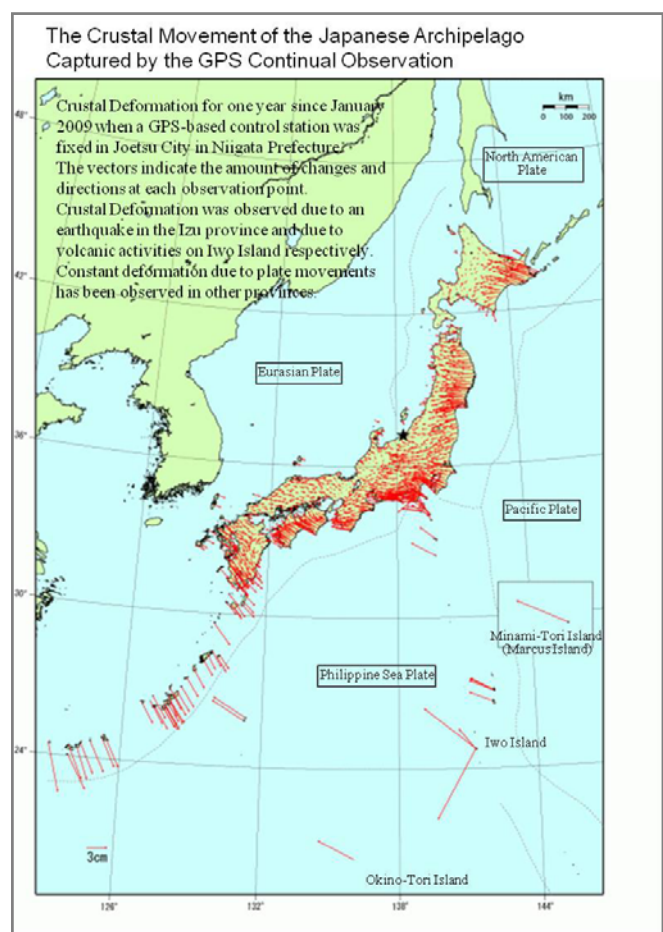 The Crustal Movement of the Japanese Archipelago
Captured by the GPS Continual Observation
Crustal Deformation for one year since January
2009 when a GPS-based control station was
fixed in Joetsu City in Niigata Prefecture.
The vectors indicate the amount of changes and
directions at each observation point.
Crustal Deformation was observed due to an
earthquake in the Izu province and due to
volcanic activities on Iwo Island respectively.
Constant deformation due to plate movements
has been observed in other provinces.
km
0 100 200
48°
North American
Plate
42°
Eurasian Plate
36°
Pacific Plate
30°
Minami-Tori Island
(Marcus Island)
Philippine Sea Plate
24°
Iwo Island
3cm
Okino-Tori Island
126°
132°
138°
144°